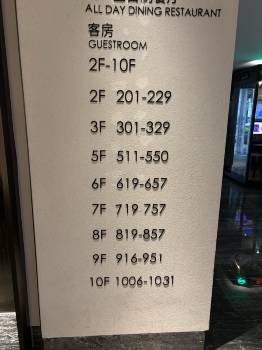 ALL DAY DINING RESTAURANT
客房
GUESTROOM
2F-10F
2F 201-229
3F 301-329
5F 511-550
6F 619-657
7F 719 757
8F 819-857
9F 916-951
10F 1006-1031